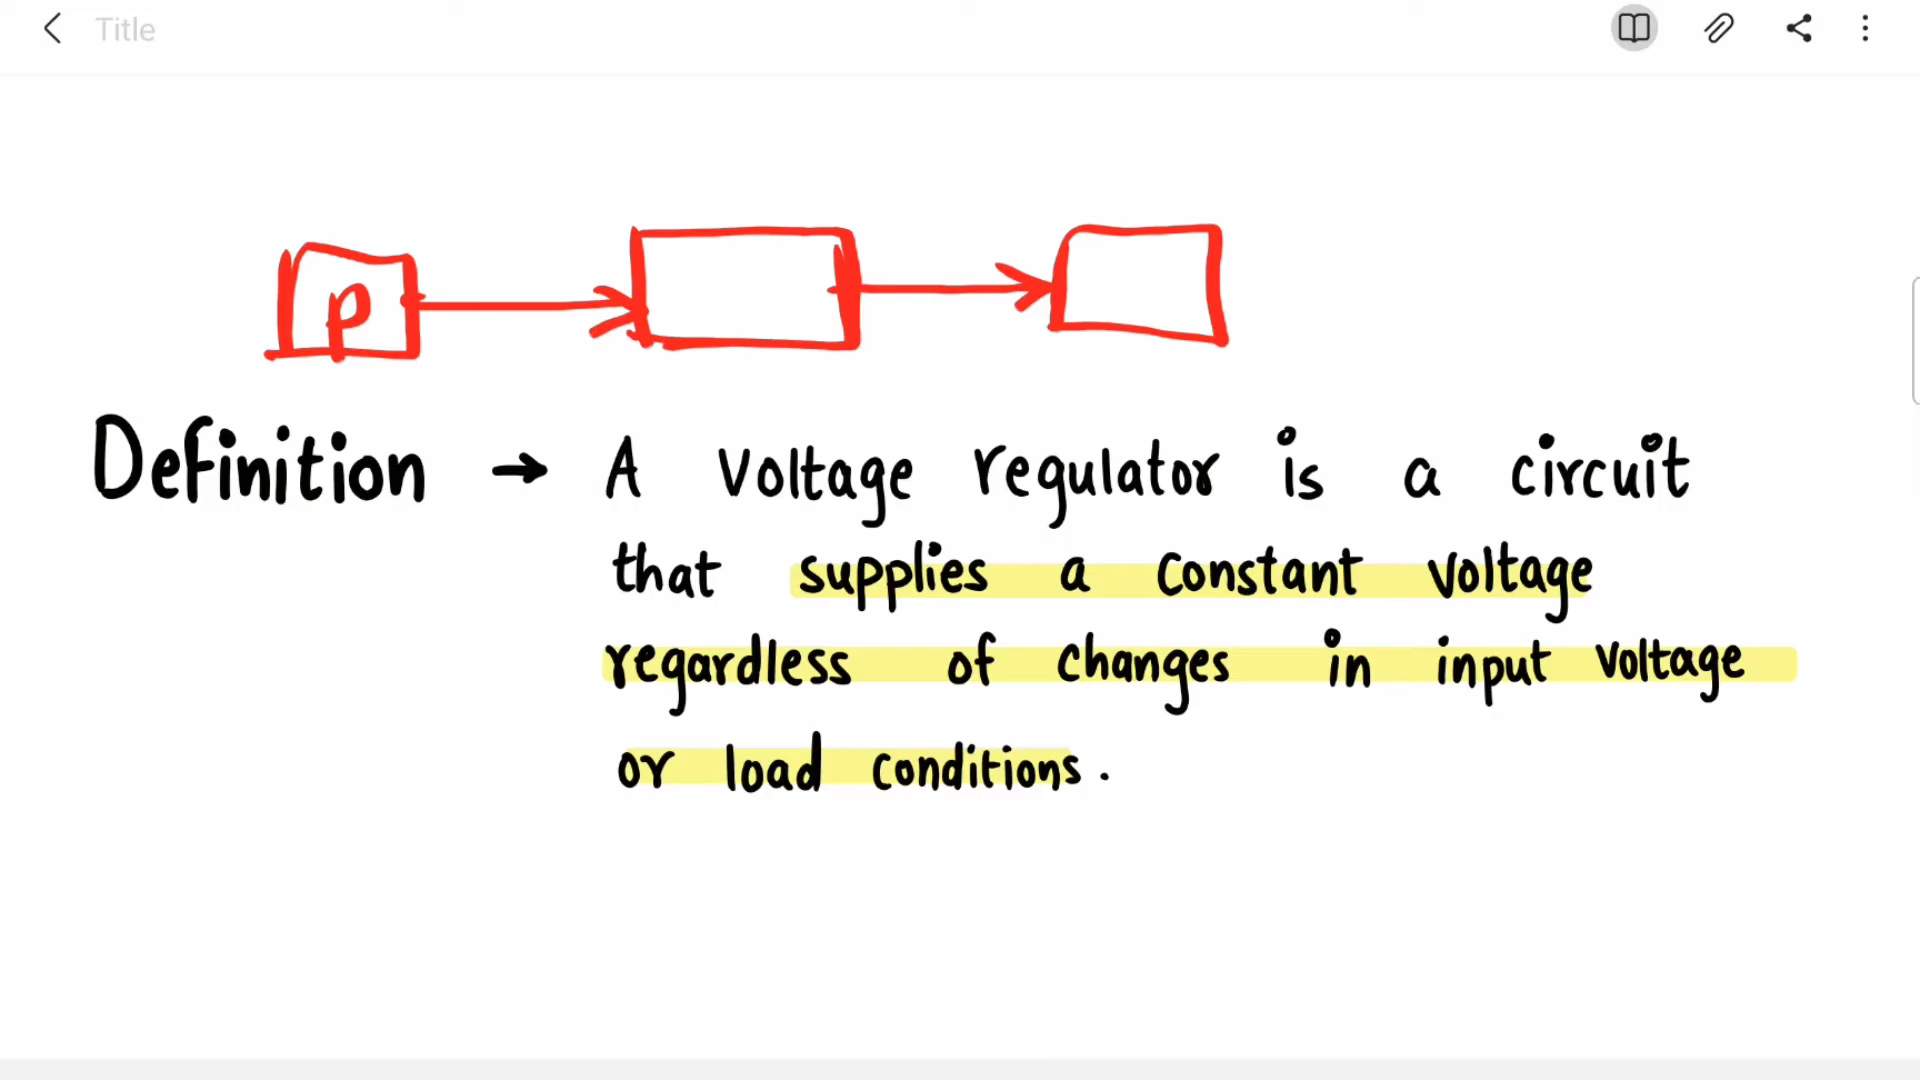 Title
P
Definition → A voltage regulator is a circuit
that supplies a constant voltage
regardless of changes in input voltage
or load conditions.